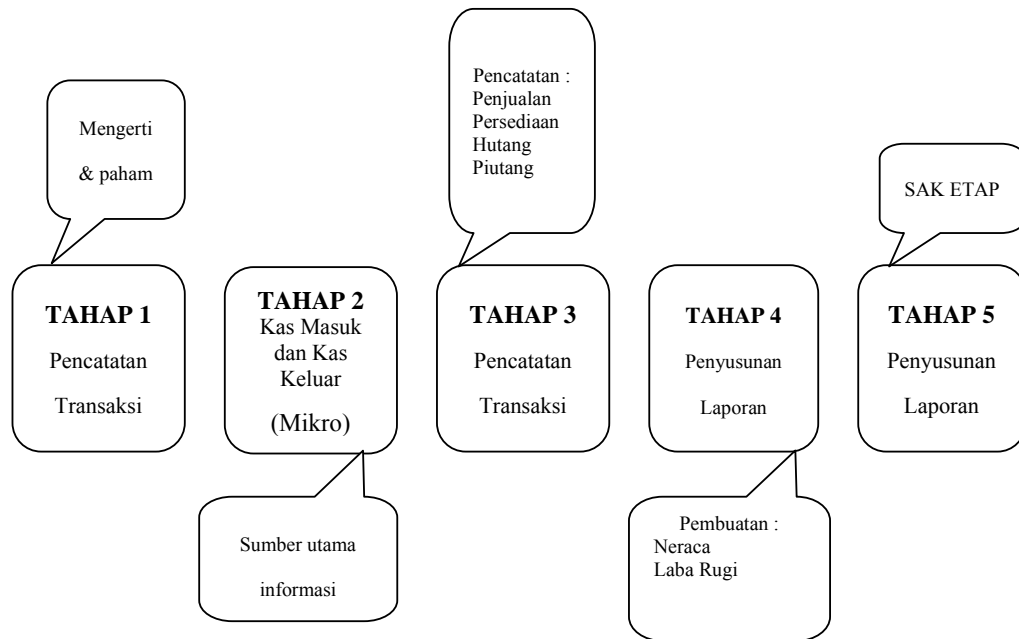 Mengerti
& paham
Pencatatan :
Penjualan
Persediaan
Hutang
Piutang
SAK ETAP
TAHAP 1
Pencatatan
Transaksi
TAHAP 2
Kas Masuk
dan Kas
Keluar
(Mikro)
TAHAP 3
Pencatatan
Transaksi
TAHAP 4
Penyusunan
Laporan
TAHAP 5
Penyusunan
Laporan
Sumber utama
informasi
Pembuatan :
Neraca
Laba Rugi